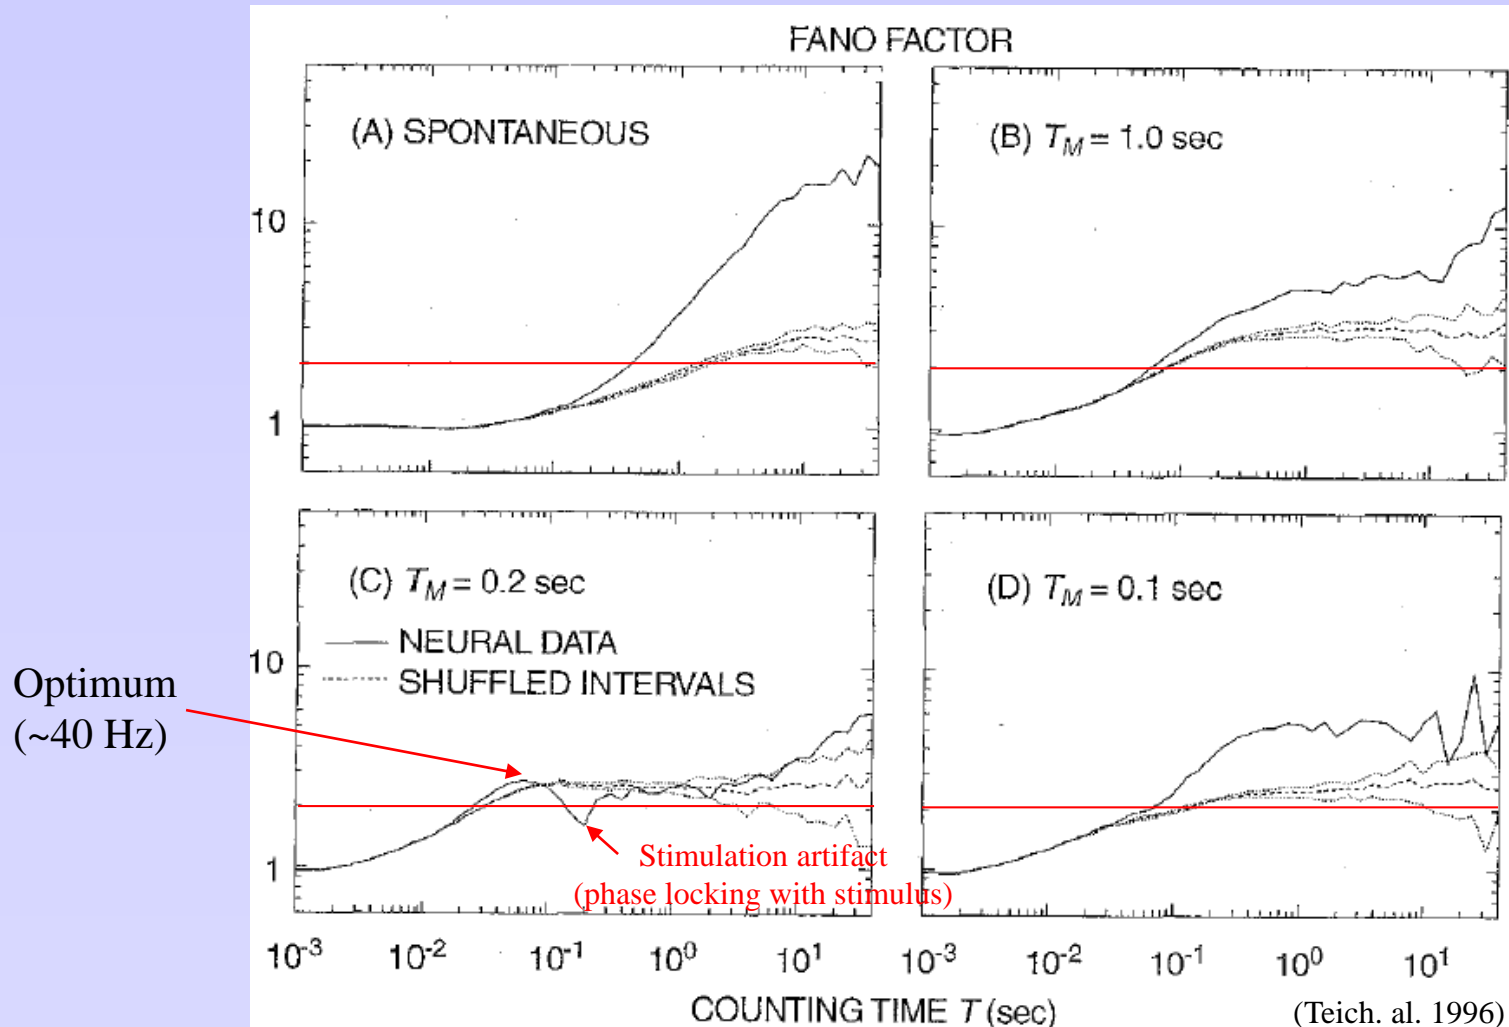 FANO FACTOR
(A) SPONTANEOUS
(B) T_M = 1.0 sec
10
1
(C) T_M = 0.2 sec
NEURAL DATA
SHUFFLED INTERVALS
(D) T_M = 0.1 sec
10
1
Optimum
(~40 Hz)
Stimulation artifact
(phase locking with stimulus)
10^-3 10^-2 10^-1 10^0 10^1 10^-3 10^-2 10^-1 10^0 10^1
COUNTING TIME T (sec)
(Teich. al. 1996)